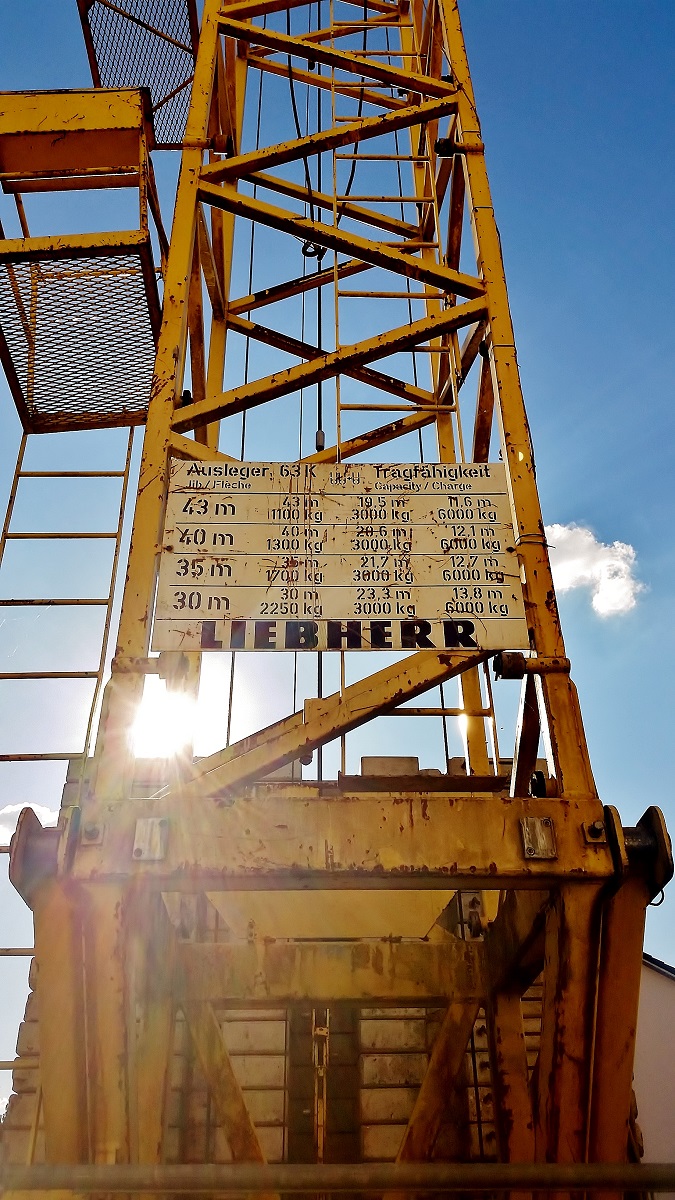 Ausleger 63K Tragfähigkeit
Jib / Flèche Capacity / Charge
43 m 43 m 19,5 m 11,6 m
1100 kg 3000 kg 6000 kg
40 m 40 m 20,6 m 12,1 m
1300 kg 3000 kg 6000 kg
35 m 35 m 21,7 m 12,7 m
1700 kg 3000 kg 6000 kg
30 m 30 m 23,3 m 13,8 m
2250 kg 3000 kg 6000 kg
LIEBHERR